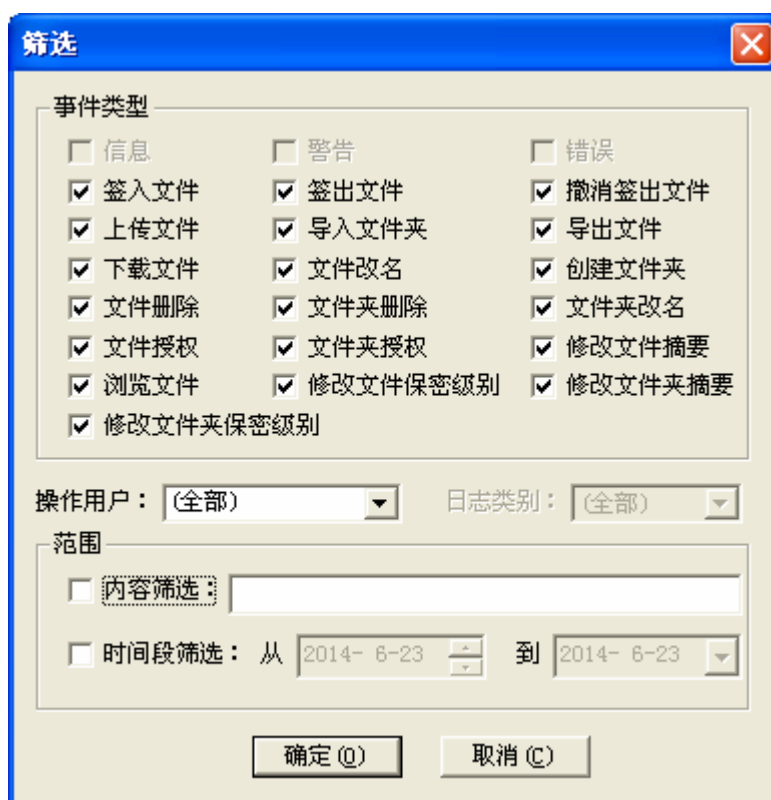 筛选
事件类型
信息 警告 错误
签入文件 签出文件 撤消签出文件
上传文件 导入文件夹 导出文件
下载文件 文件改名 创建文件夹
文件删除 文件夹删除 文件夹改名
文件授权 文件夹授权 修改文件摘要
浏览文件 修改文件保密级别 修改文件夹摘要
修改文件夹保密级别
操作用户： (全部) 日志类别： (全部)
范围
内容筛选：
时间段筛选： 从 2014- 6-23 到 2014- 6-23
确定(O) 取消(C)